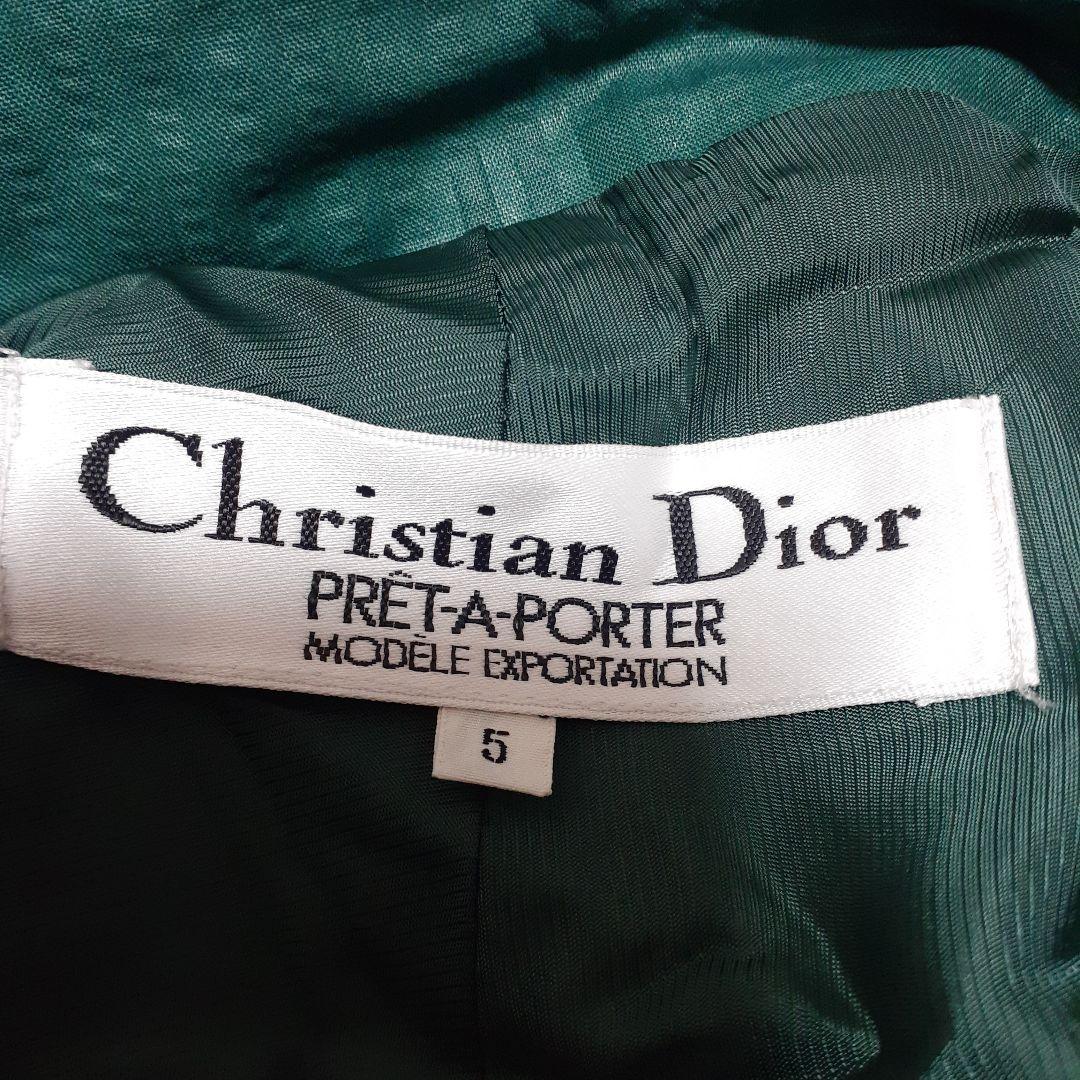 Christian Dior
PRÊT-A-PORTER
MODÈLE EXPORTATION
5